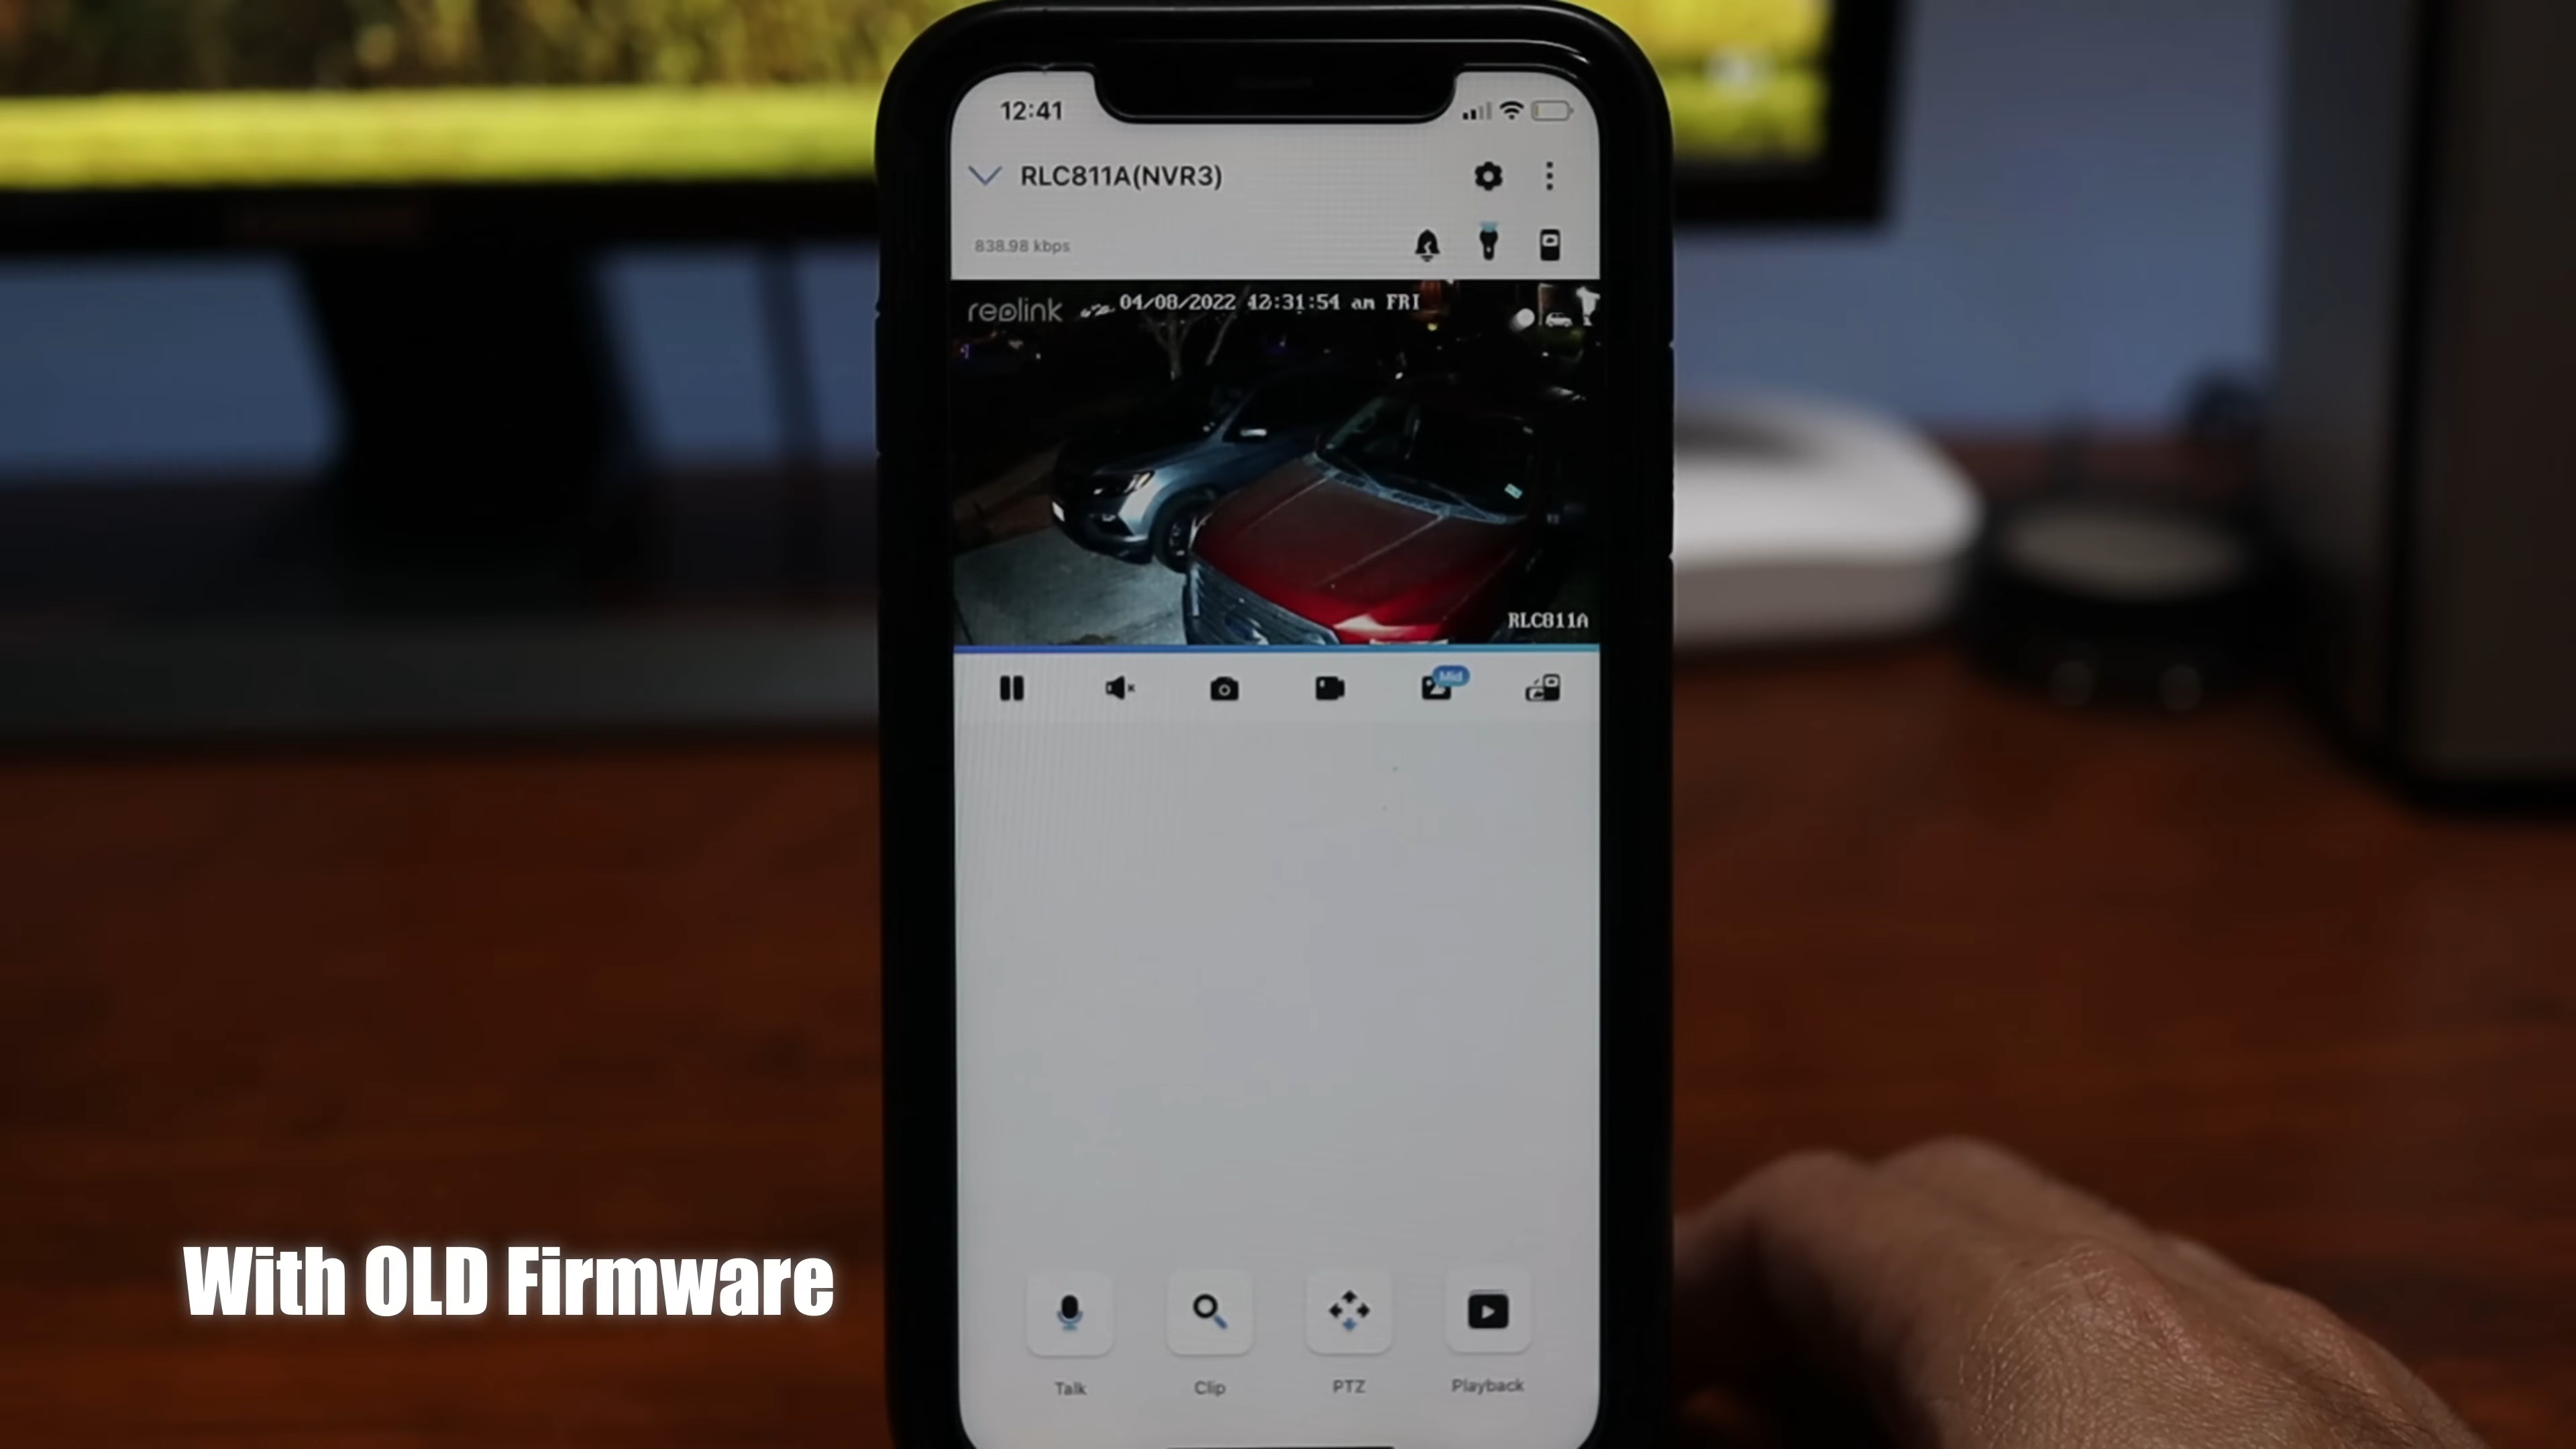 12:41
RLC811A(NVR3)
838.98 kbps
reolink
04/08/2022 12:31:54 am FRI
RLC811A
Mid
With OLD Firmware
Talk
Clip
PTZ
Playback